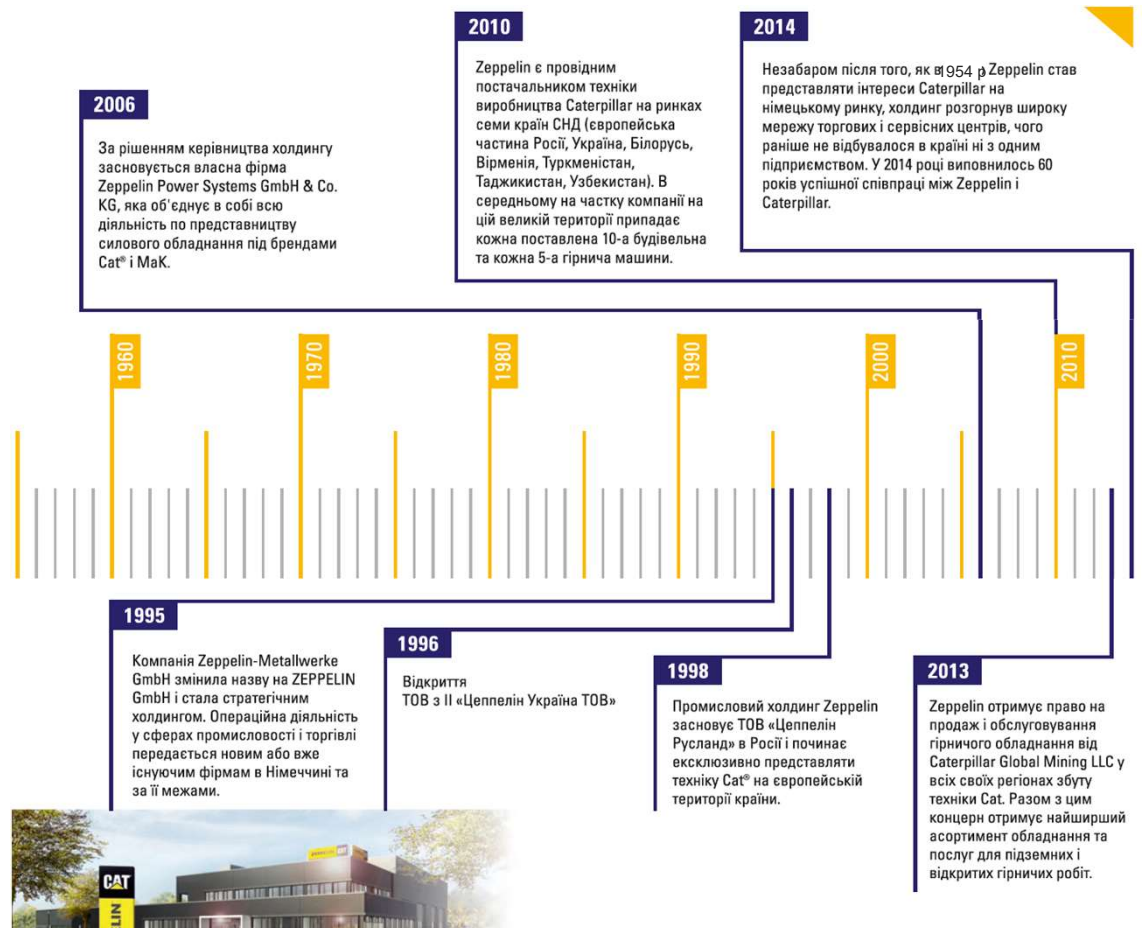 2006
За рішенням керівництва холдингу
засновується власна фірма
Zeppelin Power Systems GmbH & Co.
KG, яка об'єднує в собі всю
діяльність по представництву
силового обладнання під брендами
Cat® і MaK.
2010
Zeppelin є провідним
постачальником техніки
виробництва Caterpillar на ринках
семи країн СНД (європейська
частина Росії, Україна, Білорусь,
Вірменія, Туркменістан,
Таджикистан, Узбекистан). В
середньому на частку компанії на
цій великій території припадає
кожна поставлена 10-а будівельна
та кожна 5-а гірнича машини.
2014
Незабаром після того, як в 1954 р Zeppelin став
представляти інтереси Caterpillar на
німецькому ринку, холдинг розгорнув широку
мережу торгових і сервісних центрів, чого
раніше не відбувалося в країні ні з одним
підприємством. У 2014 році виповнилось 60
років успішної співпраці між Zeppelin і
Caterpillar.
1960
1970
1980
1990
2000
2010
1995
Компанія Zeppelin-Metallwerke
GmbH змінила назву на ZEPPELIN
GmbH і стала стратегічним
холдингом. Операційна діяльність
у сферах промисловості і торгівлі
передається новим або вже
існуючим фірмам в Німеччині та
за її межами.
1996
Відкриття
ТОВ з ІІ «Цеппелін Україна ТОВ»
1998
Промисловий холдинг Zeppelin
засновує ТОВ «Цеппелін
Русланд» в Росії і починає
ексклюзивно представляти
техніку Cat® на європейській
території країни.
2013
Zeppelin отримує право на
продаж і обслуговування
гірничого обладнання від
Caterpillar Global Mining LLC у
всіх своїх регіонах збуту
техніки Cat. Разом з цим
концерн отримує найширший
асортимент обладнання та
послуг для підземних і
відкритих гірничих робіт.
CAT